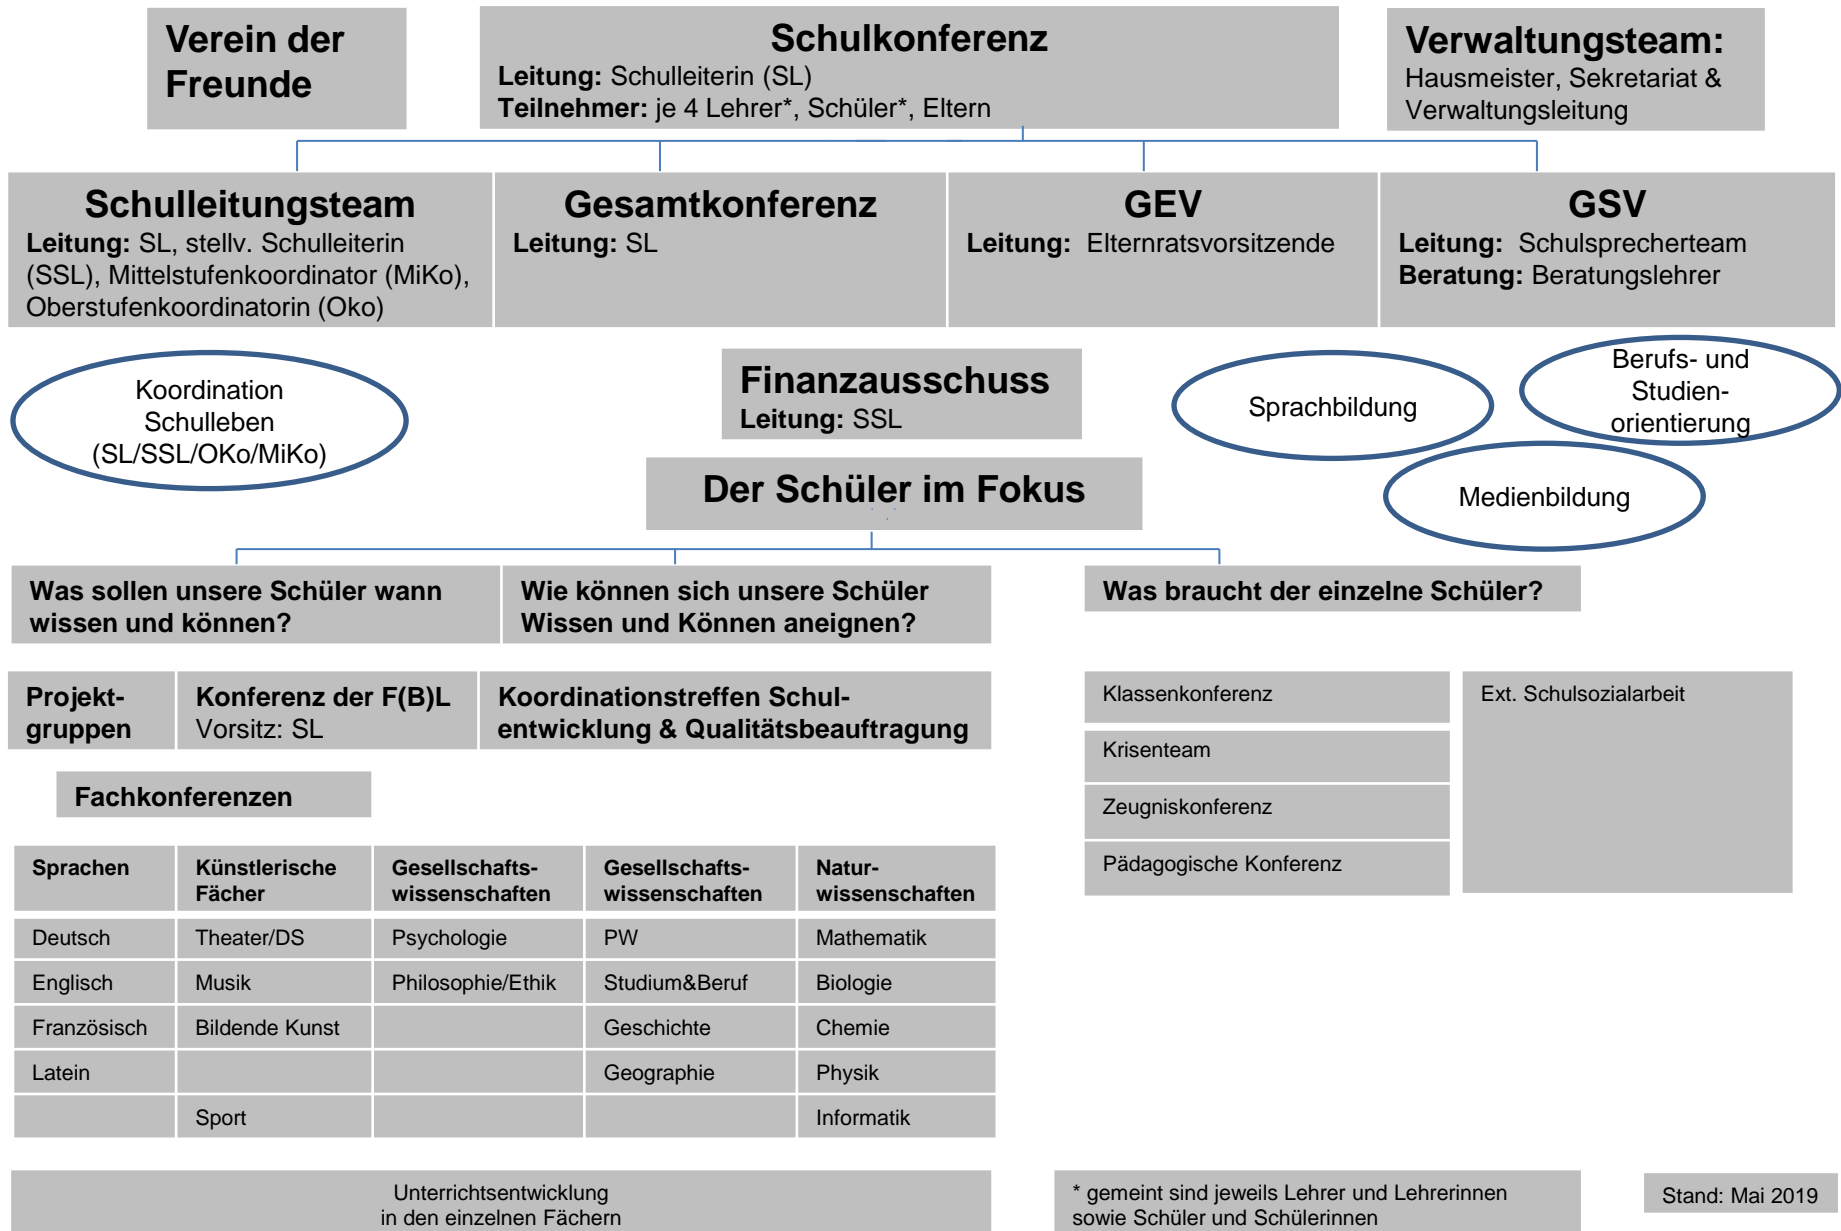 Verein der
Freunde
Schulkonferenz
Leitung: Schulleiterin (SL)
Teilnehmer: je 4 Lehrer*, Schüler*, Eltern
Verwaltungsteam:
Hausmeister, Sekretariat &
Verwaltungsleitung
Schulleitungsteam
Leitung: SL, stellv. Schulleiterin
(SSL), Mittelstufenkoordinator (MiKo),
Oberstufenkoordinatorin (Oko)
Gesamtkonferenz
Leitung: SL
GEV
Leitung: Elternratsvorsitzende
GSV
Leitung: Schulsprecherteam
Beratung: Beratungslehrer
Koordination
Schulleben
(SL/SSL/OKo/MiKo)
Finanzausschuss
Leitung: SSL
Sprachbildung
Berufs- und
Studien-
orientierung
Medienbildung
Der Schüler im Fokus
Was sollen unsere Schüler wann
wissen und können?
Wie können sich unsere Schüler
Wissen und Können aneignen?
Was braucht der einzelne Schüler?
Projekt-
gruppen
Konferenz der F(B)L
Vorsitz: SL
Koordinationstreffen Schul-
entwicklung & Qualitätsbeauftragung
Klassenkonferenz
Krisenteam
Zeugniskonferenz
Pädagogische Konferenz
Ext. Schulsozialarbeit
Fachkonferenzen
Sprachen
Künstlerische
Fächer
Gesellschafts-
wissenschaften
Gesellschafts-
wissenschaften
Natur-
wissenschaften
Deutsch
Theater/DS
Psychologie
PW
Mathematik
Englisch
Musik
Philosophie/Ethik
Studium&Beruf
Biologie
Französisch
Bildende Kunst
Geschichte
Chemie
Latein
Geographie
Physik
Sport
Informatik
Unterrichtsentwicklung
in den einzelnen Fächern
* gemeint sind jeweils Lehrer und Lehrerinnen
sowie Schüler und Schülerinnen
Stand: Mai 2019